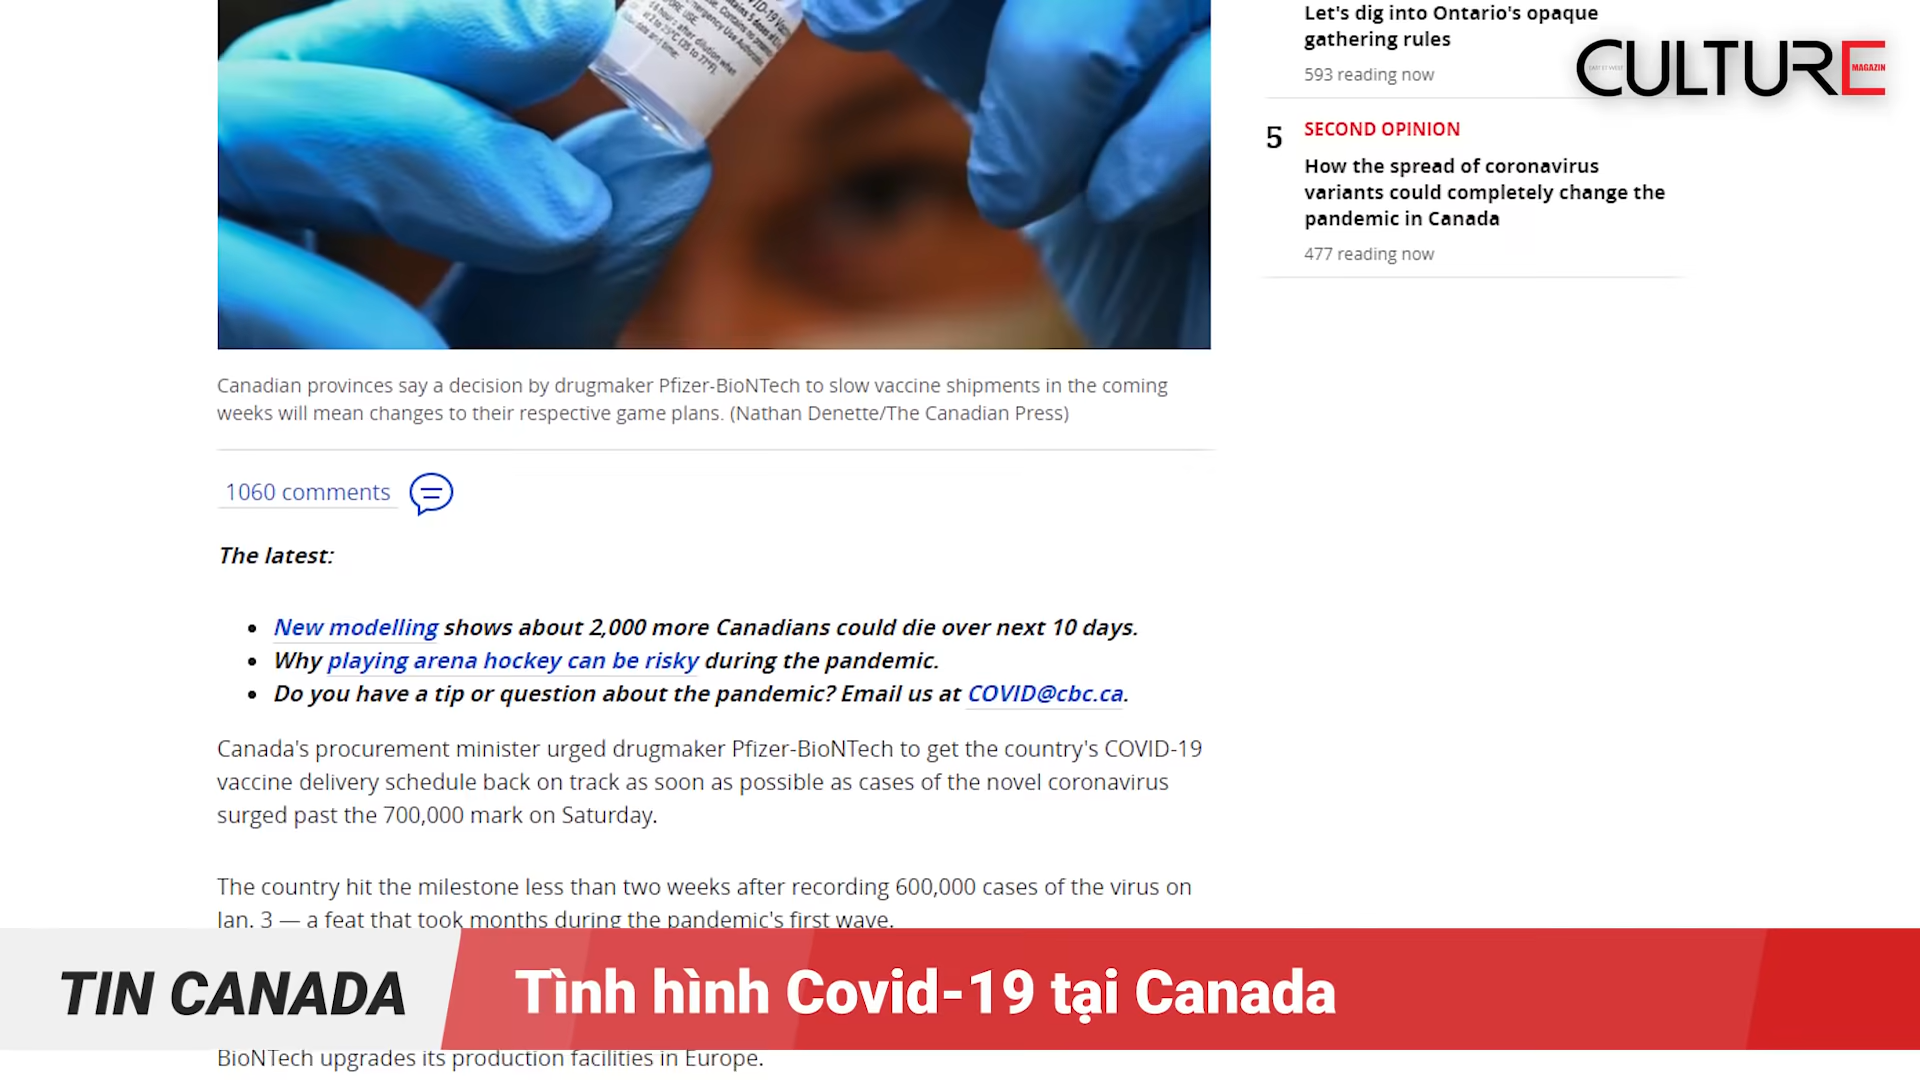 Let's dig into Ontario's opaque
gathering rules
593 reading now
CULTURE
MAGAZIN
5
SECOND OPINION
How the spread of coronavirus
variants could completely change the
pandemic in Canada
477 reading now
Canadian provinces say a decision by drugmaker Pfizer-BioNTech to slow vaccine shipments in the coming
weeks will mean changes to their respective game plans. (Nathan Denette/The Canadian Press)
1060 comments
The latest:
• New modelling shows about 2,000 more Canadians could die over next 10 days.
• Why playing arena hockey can be risky during the pandemic.
• Do you have a tip or question about the pandemic? Email us at COVID@cbc.ca.
Canada's procurement minister urged drugmaker Pfizer-BioNTech to get the country's COVID-19
vaccine delivery schedule back on track as soon as possible as cases of the novel coronavirus
surged past the 700,000 mark on Saturday.
The country hit the milestone less than two weeks after recording 600,000 cases of the virus on
Jan. 3 — a feat that took months during the pandemic's first wave.
TIN CANADA
Tình hình Covid-19 tại Canada
BioNTech upgrades its production facilities in Europe.